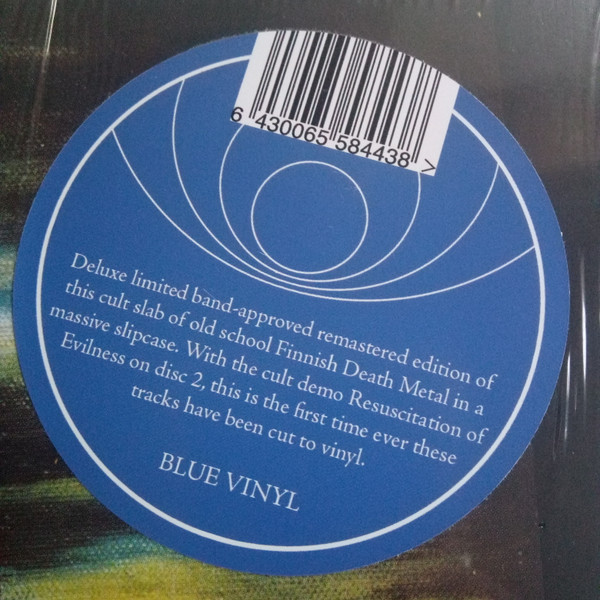 6 430065 584438 >
Deluxe limited band-approved remastered edition of
this cult slab of old school Finnish Death Metal in a
massive slipcase. With the cult demo Resuscitation of
Evilness on disc 2, this is the first time ever these
tracks have been cut to vinyl.
BLUE VINYL